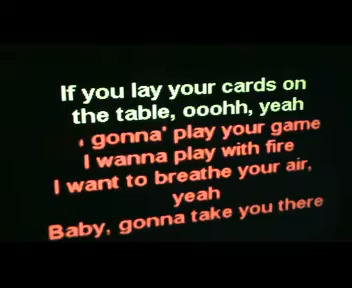 If you lay your cards on
the table, ooohh, yeah
gonna' play your game
I wanna play with fire
I want to breathe your air,
yeah
Baby, gonna take you there